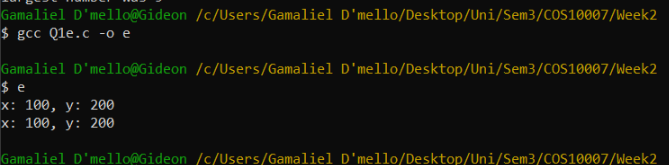 largest number was 9
Gamaliel D'mello@Gideon /c/Users/Gamaliel D'mello/Desktop/Uni/Sem3/COS10007/Week2
$ gcc Q1e.c -o e
Gamaliel D'mello@Gideon /c/Users/Gamaliel D'mello/Desktop/Uni/Sem3/COS10007/Week2
$ e
x: 100, y: 200
x: 100, y: 200
Gamaliel D'mello@Gideon /c/Users/Gamaliel D'mello/Desktop/Uni/Sem3/COS10007/Week2